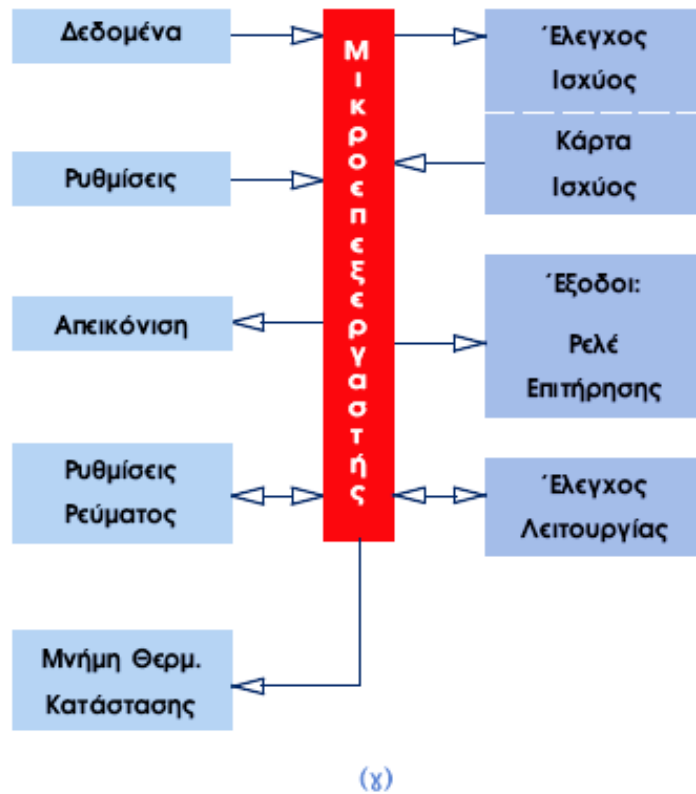 Δεδομένα
Ρυθμίσεις
Απεικόνιση
Ρυθμίσεις
Ρεύματος
Μνήμη Θερμ.
Κατάστασης
Μικροεπεξεργαστής
Έλεγχος
Ισχύος
Κάρτα
Ισχύος
Έξοδοι:
Ρελέ
Επιτήρησης
Έλεγχος
Λειτουργίας
(γ)